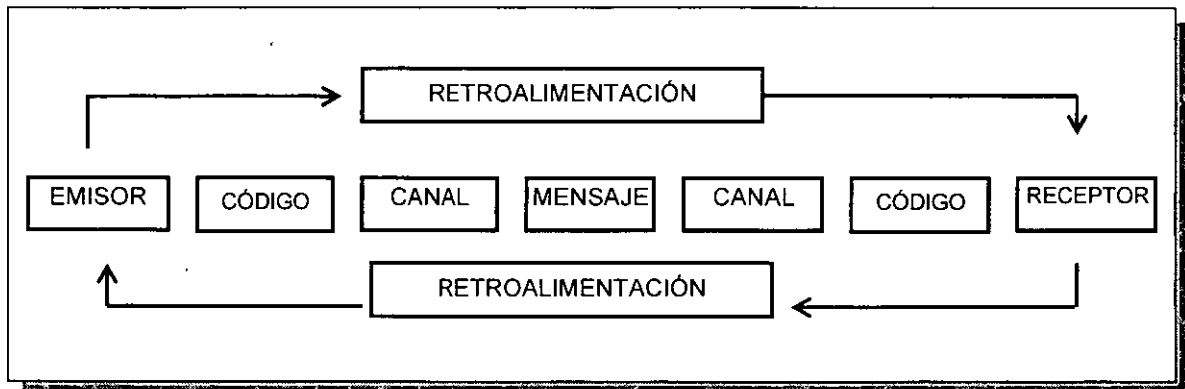 RETROALIMENTACIÓN
EMISOR CÓDIGO CANAL MENSAJE CANAL CÓDIGO RECEPTOR
RETROALIMENTACIÓN